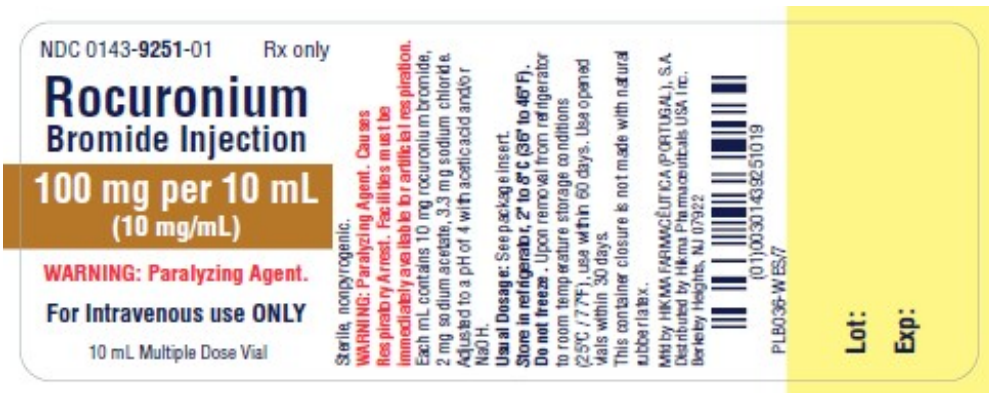 NDC 0143-9251-01 Rx only
Rocuronium
Bromide Injection
100 mg per 10 mL
(10 mg/mL)
WARNING: Paralyzing Agent.
For Intravenous use ONLY
10 mL Multiple Dose Vial
Sterile, nonpyrogenic.
WARNING: Paralyzing Agent. Causes
Respiratory Arrest. Facilities must be
immediately available for artificial respiration.
Each mL contains 10 mg rocuronium bromide,
2 mg sodium acetate, 3.3 mg sodium chloride.
Adjusted to a pH of 4 with acetic acid and/or
NaOH.
Usual Dosage: See package insert.
Store in refrigerator, 2° to 8°C (36° to 46°F).
Do not freeze. Upon removal from refrigerator
to room temperature storage conditions
(25°C / 77°F), use within 60 days. Use opened
vials within 30 days.
This container closure is not made with natural
rubber latex.
Mfd by HIKMA FARMACÊUTICA (PORTUGAL), S.A.
Distributed by Hikma Pharmaceuticals USA Inc.
Berkeley Heights, NJ 07922
(01)00301439251019
PLB036-WES/7
Lot:
Exp: